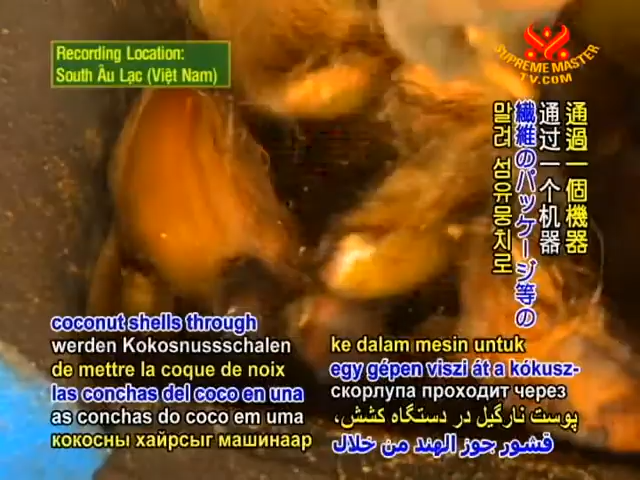 Recording Location:
South Âu Lạc (Việt Nam)
SUPREME MASTER
TV.COM
通過一個機器
通过一个机器
繊維のパッケージ等の
말려 섬유뭉치로
coconut shells through
werden Kokosnussschalen
de mettre la coque de noix
las conchas del coco en una
as conchas do coco em uma
кокосны хайрсыг машинаар
ke dalam mesin untuk
egy gépen viszi át a kókusz-
скорлупа проходит через
پوست نارگیل در دستگاه کشش،
قشور جوز الهند من خلال